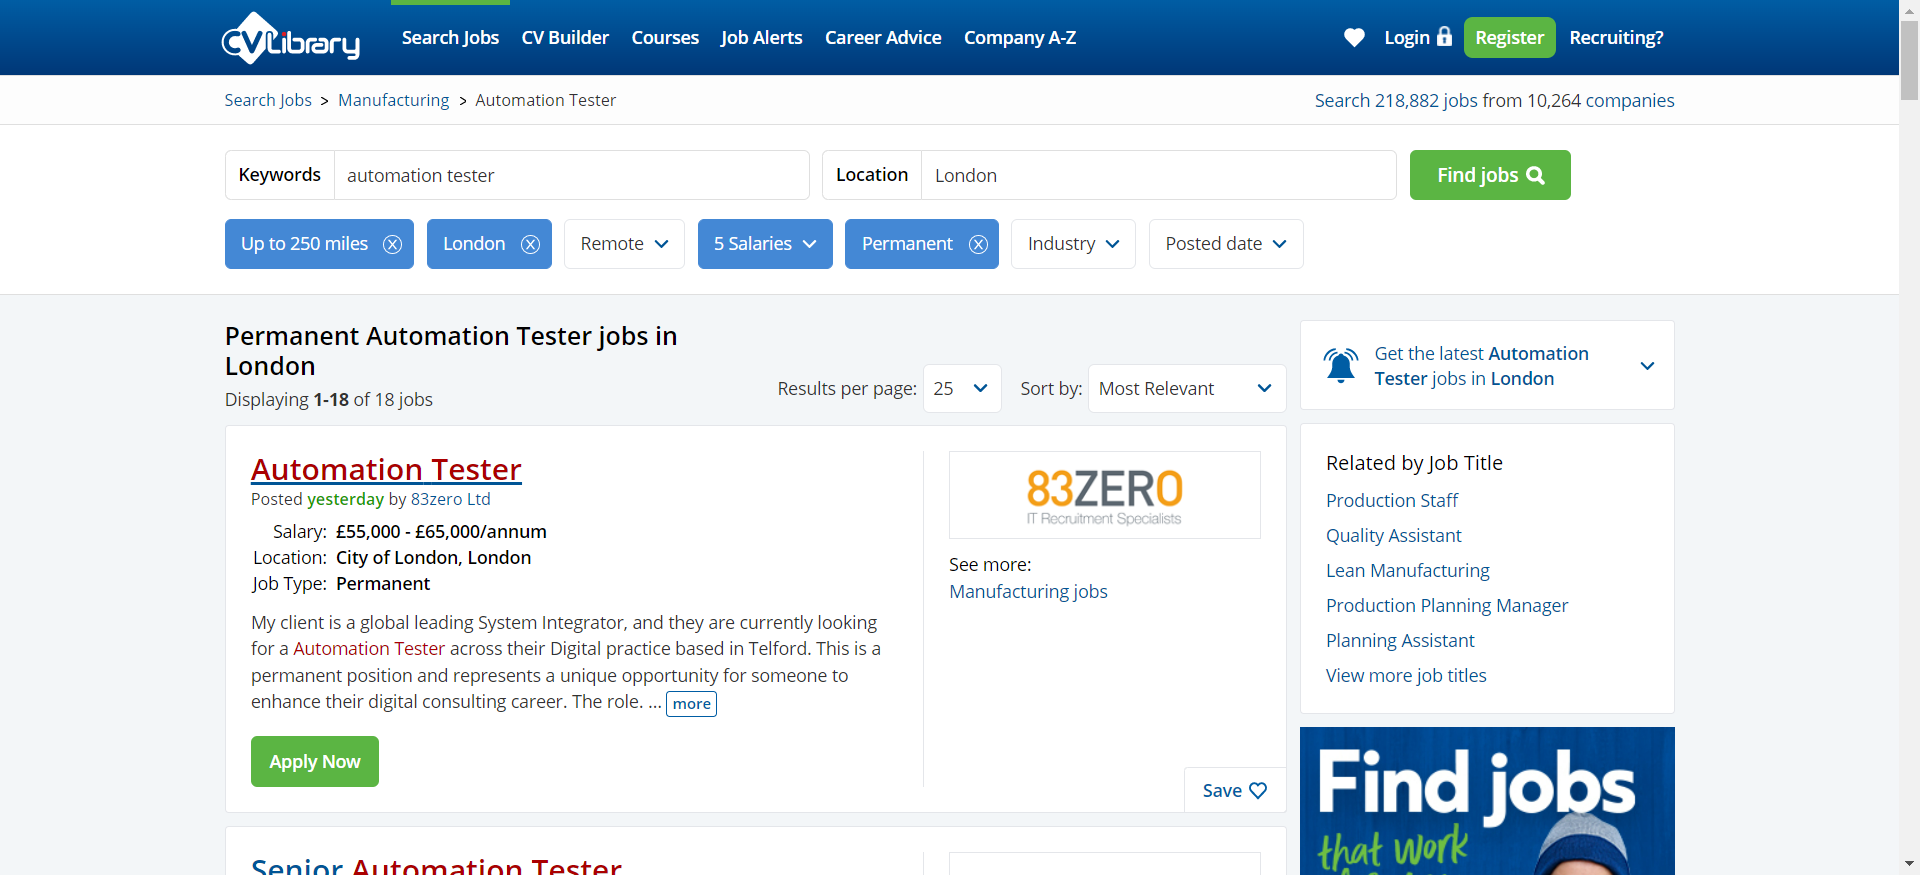 CVLibrary
Search Jobs
CV Builder
Courses
Job Alerts
Career Advice
Company A-Z
Login
Register
Recruiting?
Search Jobs > Manufacturing > Automation Tester
Search 218,882 jobs from 10,264 companies
Keywords
automation tester
Location
London
Find jobs
Up to 250 miles
London
Remote
5 Salaries
Permanent
Industry
Posted date
Permanent Automation Tester jobs in
London
Displaying 1-18 of 18 jobs
Results per page: 25
Sort by: Most Relevant
Automation Tester
Posted yesterday by 83zero Ltd
Salary: £55,000 - £65,000/annum
Location: City of London, London
Job Type: Permanent
My client is a global leading System Integrator, and they are currently looking
for a Automation Tester across their Digital practice based in Telford. This is a
permanent position and represents a unique opportunity for someone to
enhance their digital consulting career. The role. ... more
Apply Now
83ZERO
IT Recruitment Specialists
See more:
Manufacturing jobs
Save
Senior Automation Tester
Get the latest Automation
Tester jobs in London
Related by Job Title
Production Staff
Quality Assistant
Lean Manufacturing
Production Planning Manager
Planning Assistant
View more job titles
Find jobs
that work